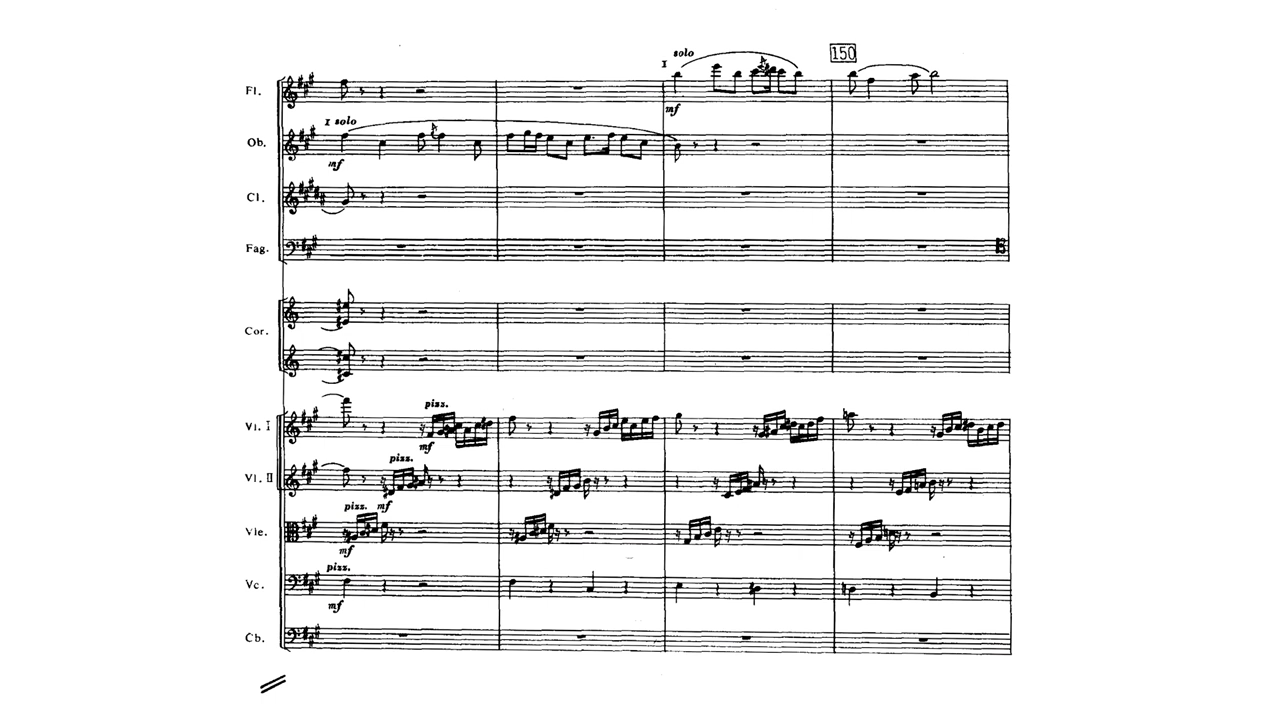 solo
150
I
Fl.
mf
I solo
Ob.
mf
Cl.
Fag.
Cor.
pizz.
Vl. I
mf
pizz.
Vl. II
pizz. mf
Vle.
mf
pizz.
Vc.
mf
Cb.